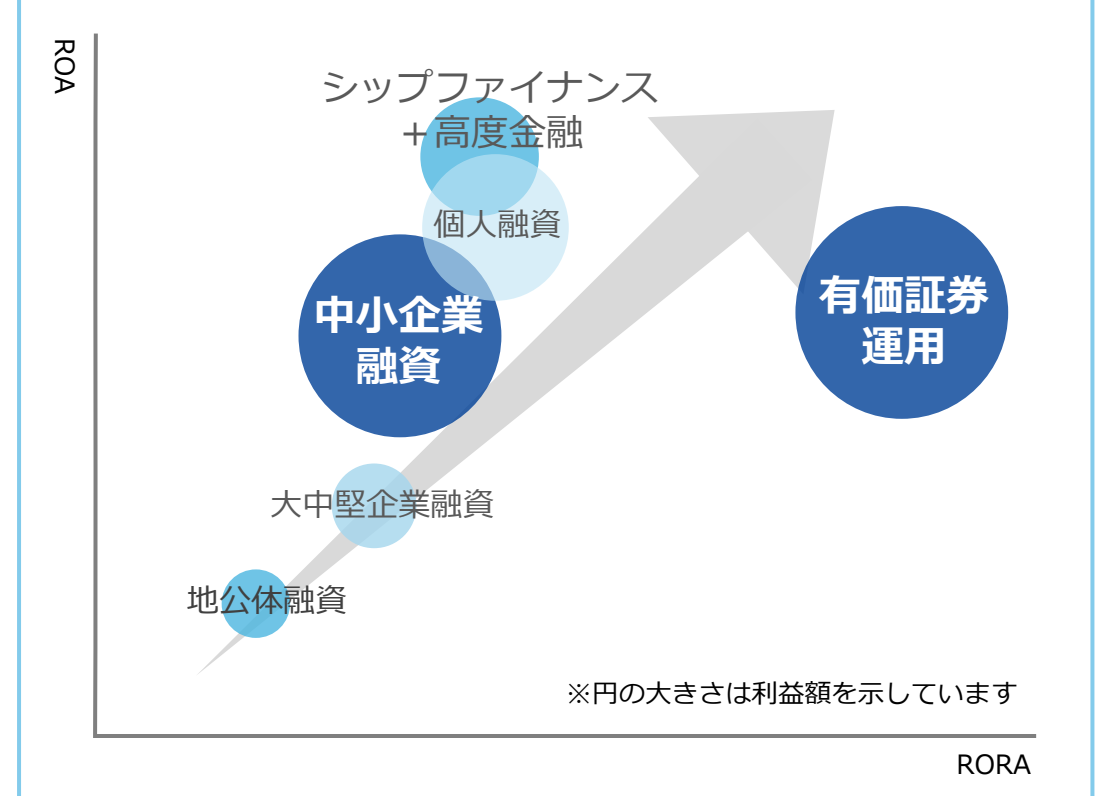 ROA
シップファイナンス
＋高度金融
個人融資
中小企業
融資
有価証券
運用
大中堅企業融資
地公体融資
※円の大きさは利益額を示しています
RORA